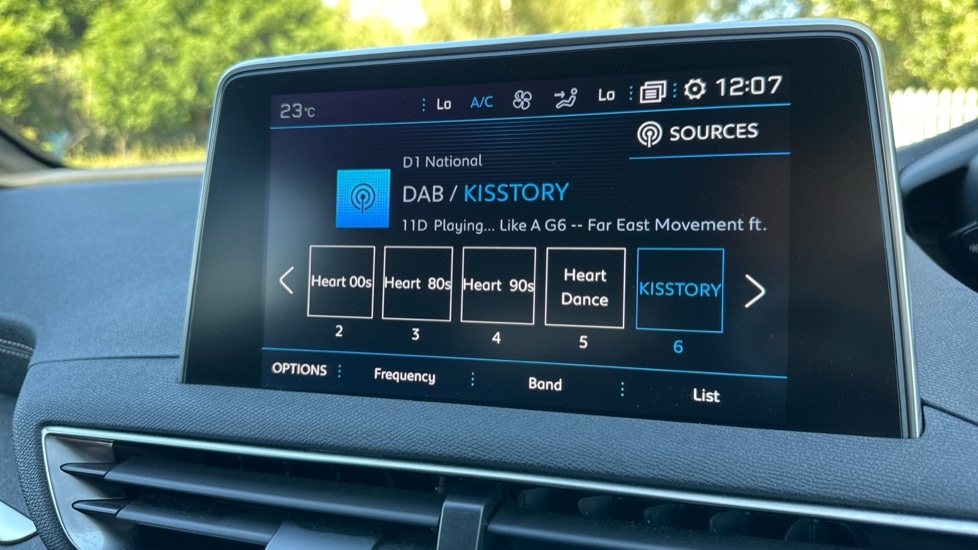 23°C Lo A/C Lo 12:07
SOURCES
D1 National
DAB / KISSTORY
11D Playing... Like A G6 -- Far East Movement ft.
Heart 00s Heart 80s Heart 90s Heart Dance KISSTORY
2 3 4 5 6
OPTIONS Frequency Band List